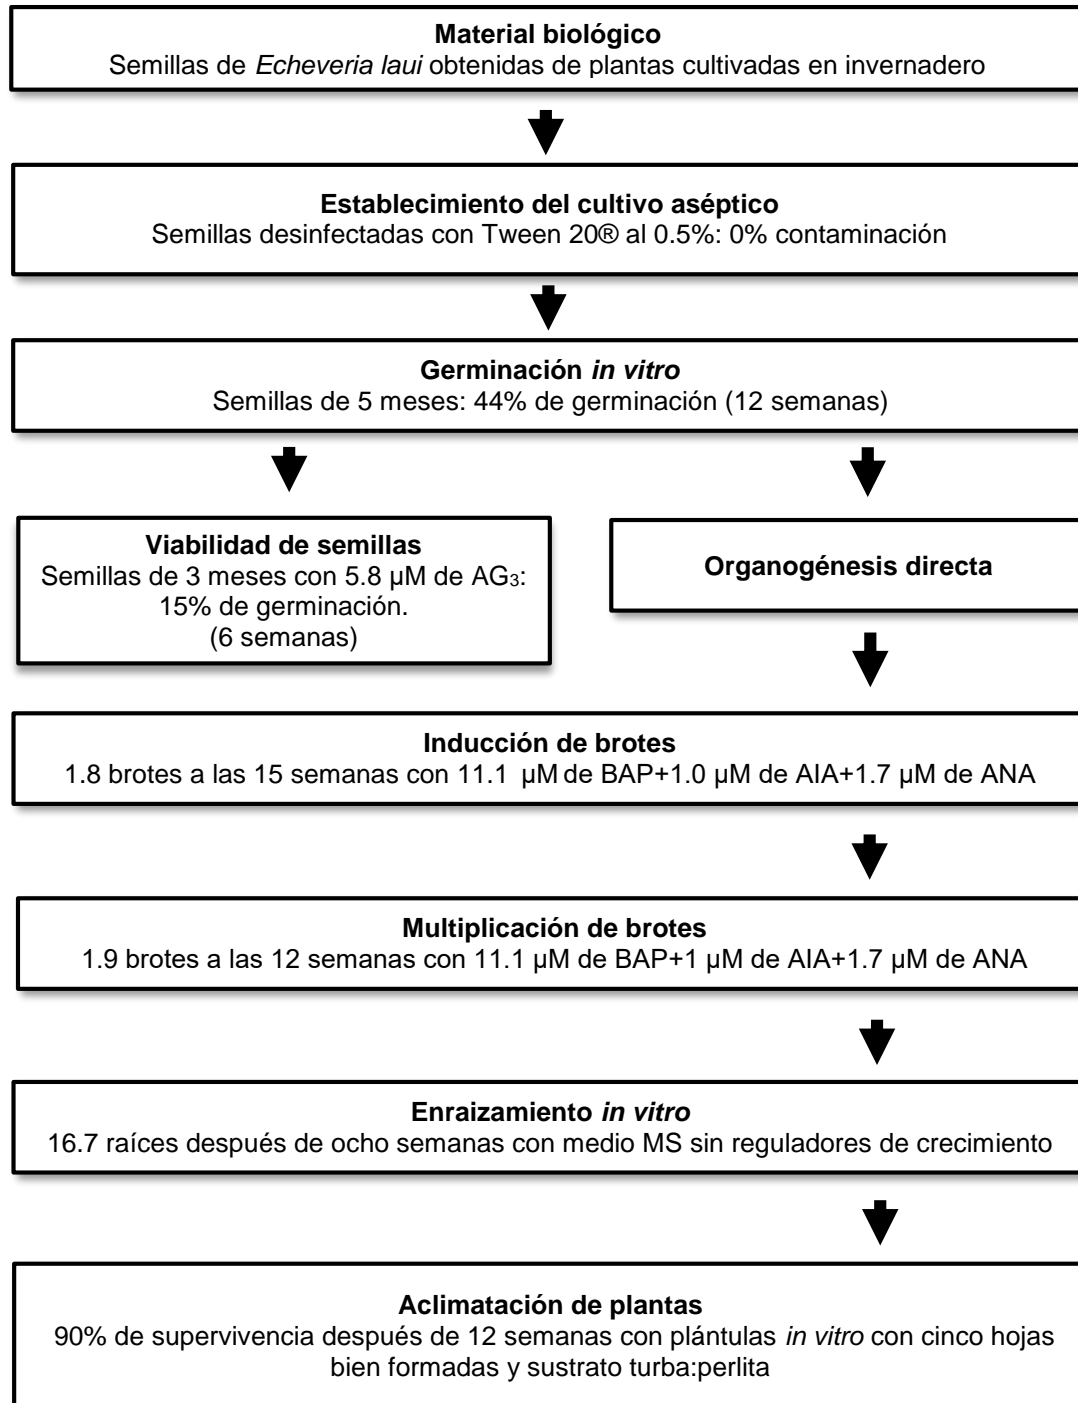 Material biológico
Semillas de Echeveria laui obtenidas de plantas cultivadas en invernadero
Establecimiento del cultivo aséptico
Semillas desinfectadas con Tween 20® al 0.5%: 0% contaminación
Germinación in vitro
Semillas de 5 meses: 44% de germinación (12 semanas)
Viabilidad de semillas
Semillas de 3 meses con 5.8 µM de AG₃:
15% de germinación.
(6 semanas)
Organogénesis directa
Inducción de brotes
1.8 brotes a las 15 semanas con 11.1 µM de BAP+1.0 µM de AIA+1.7 µM de ANA
Multiplicación de brotes
1.9 brotes a las 12 semanas con 11.1 µM de BAP+1 µM de AIA+1.7 µM de ANA
Enraizamiento in vitro
16.7 raíces después de ocho semanas con medio MS sin reguladores de crecimiento
Aclimatación de plantas
90% de supervivencia después de 12 semanas con plántulas in vitro con cinco hojas
bien formadas y sustrato turba:perlita